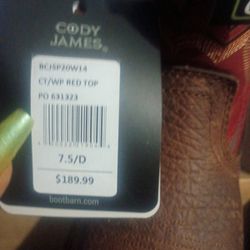 CODY
JAMES®
BCJSP20W14
CT/WP RED TOP
PO 631323
7.5/D
$189.99
bootbarn.com